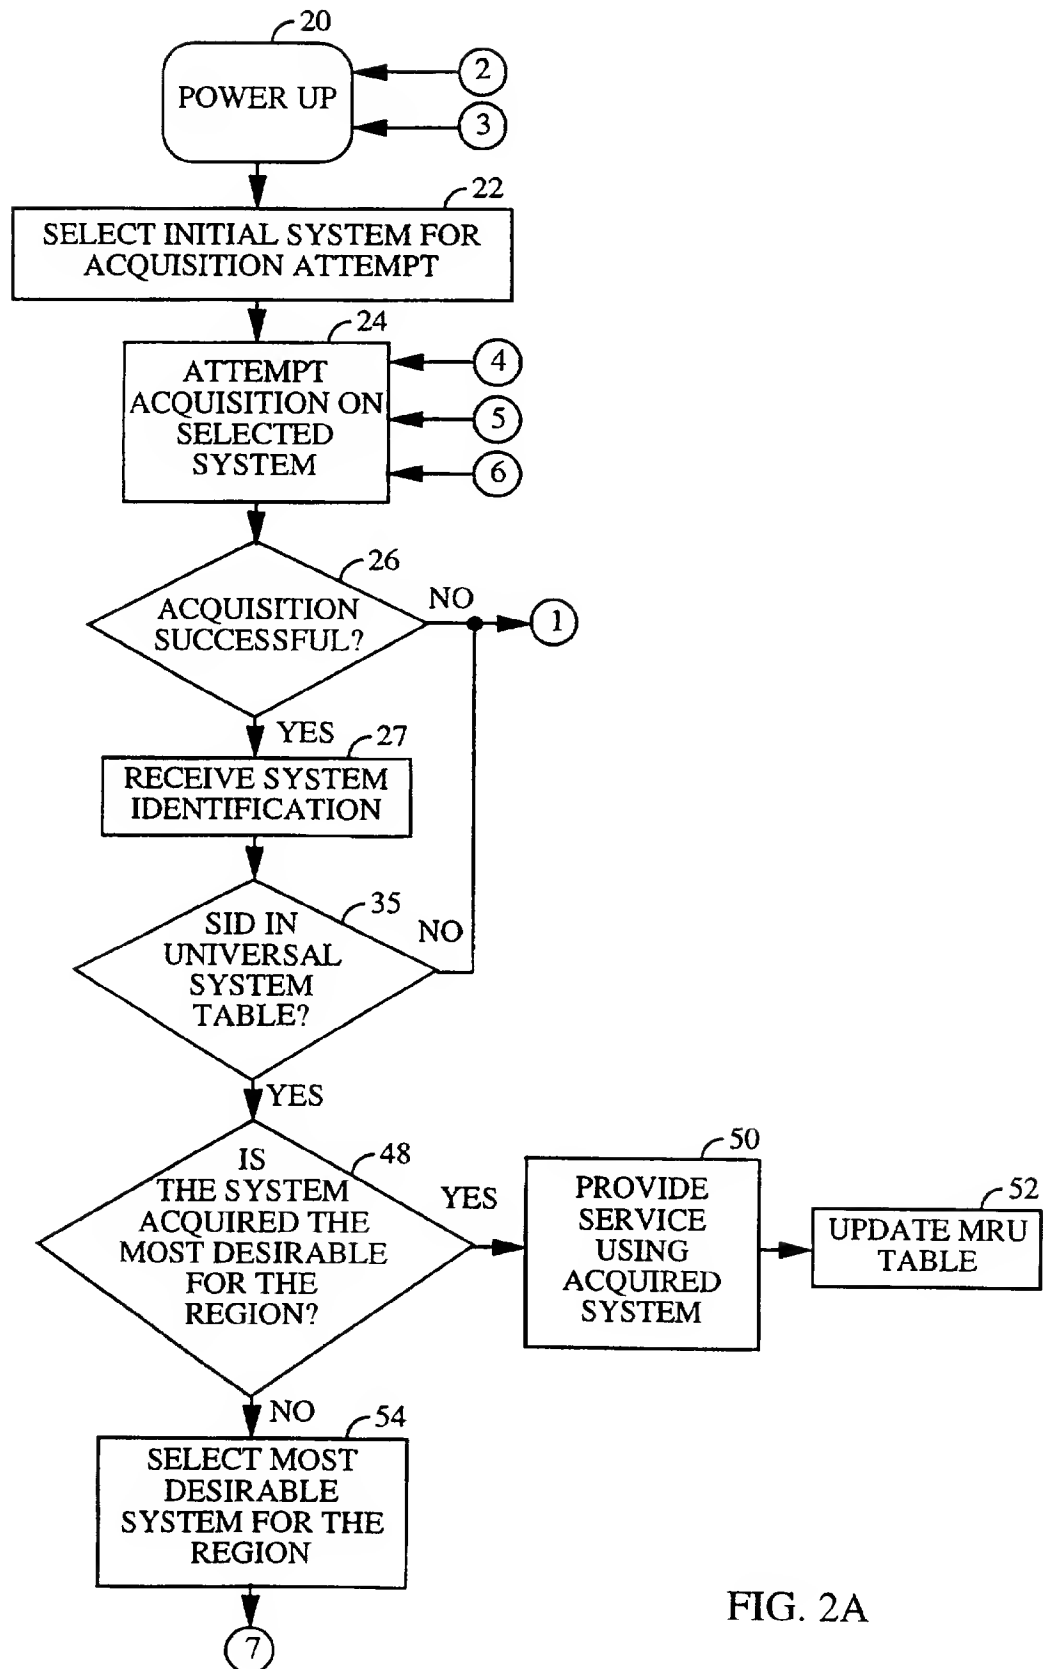 20
POWER UP
2
3
22
SELECT INITIAL SYSTEM FOR
ACQUISITION ATTEMPT
24
ATTEMPT
ACQUISITION ON
SELECTED
SYSTEM
4
5
6
26
ACQUISITION
SUCCESSFUL?
NO
1
YES
27
RECEIVE SYSTEM
IDENTIFICATION
35
SID IN
UNIVERSAL
SYSTEM
TABLE?
NO
YES
48
IS
THE SYSTEM
ACQUIRED THE
MOST DESIRABLE
FOR THE
REGION?
YES
50
PROVIDE
SERVICE
USING
ACQUIRED
SYSTEM
52
UPDATE MRU
TABLE
NO
54
SELECT MOST
DESIRABLE
SYSTEM FOR THE
REGION
7
FIG. 2A